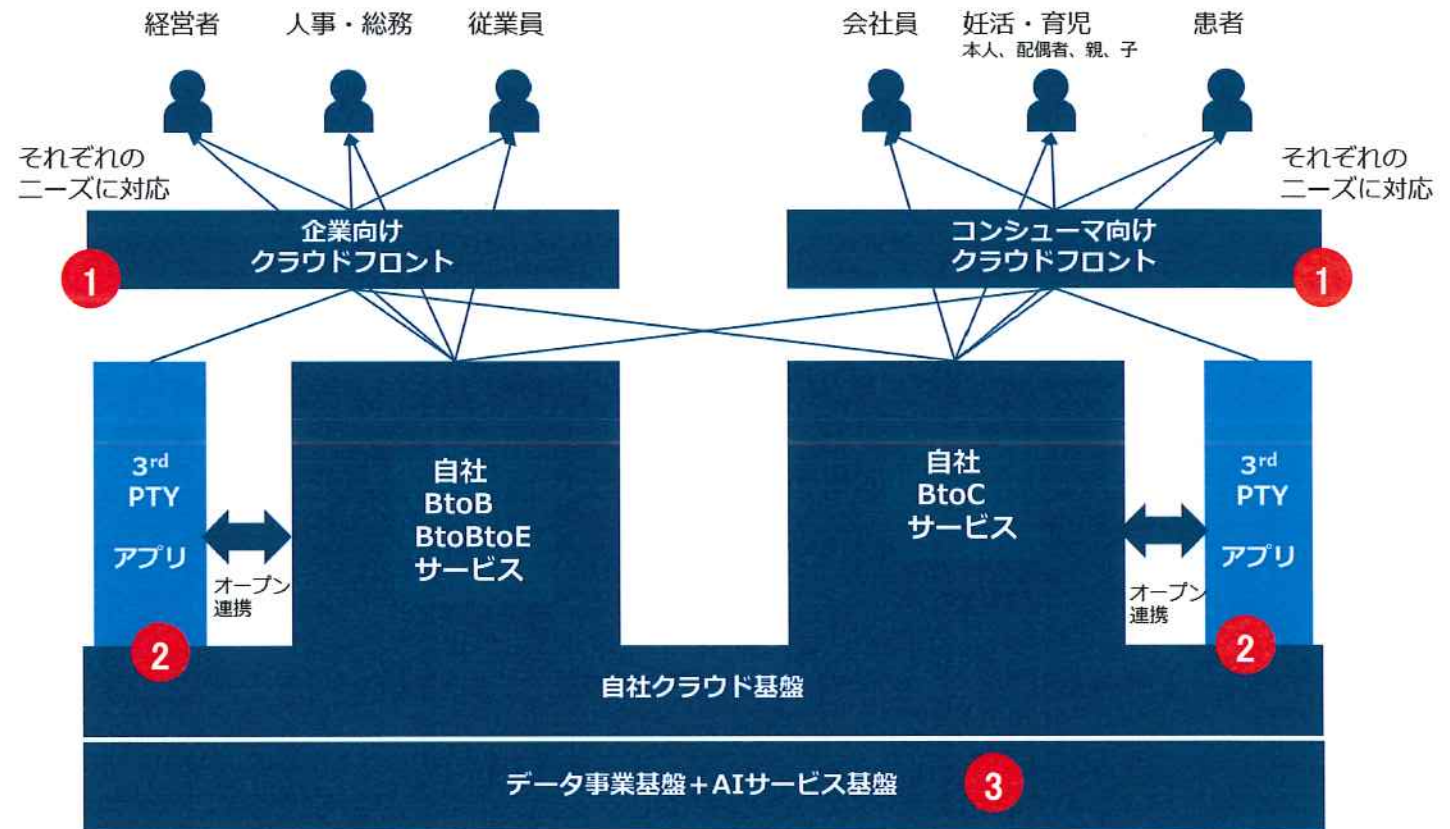 経営者
人事・総務
従業員
会社員
妊活・育児
本人、配偶者、親、子
患者
それぞれの
ニーズに対応
それぞれの
ニーズに対応
企業向け
クラウドフロント
1
コンシューマ向け
クラウドフロント
1
3rd
PTY
アプリ
2
オープン
連携
自社
BtoB
BtoBtoE
サービス
自社
BtoC
サービス
オープン
連携
3rd
PTY
アプリ
2
自社クラウド基盤
データ事業基盤+AIサービス基盤
3